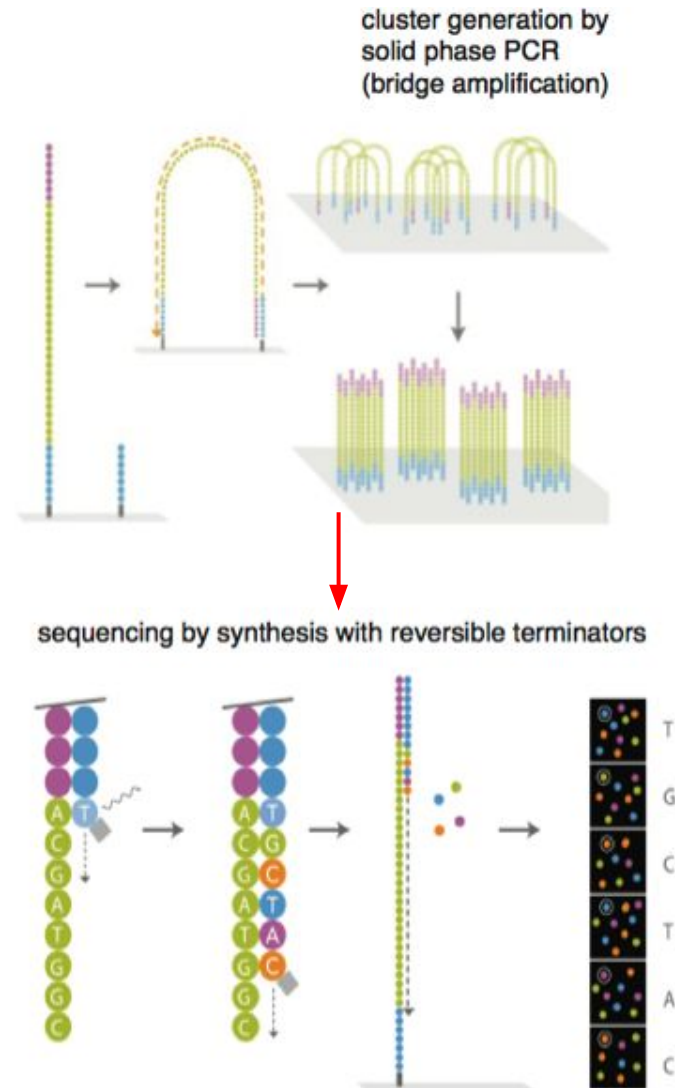 cluster generation by
solid phase PCR
(bridge amplification)
sequencing by synthesis with reversible terminators
A T
C
G
A
T
G
G
C
A T
C G
G C
A T
T A
G C
G
C
T
G
C
T
A
C